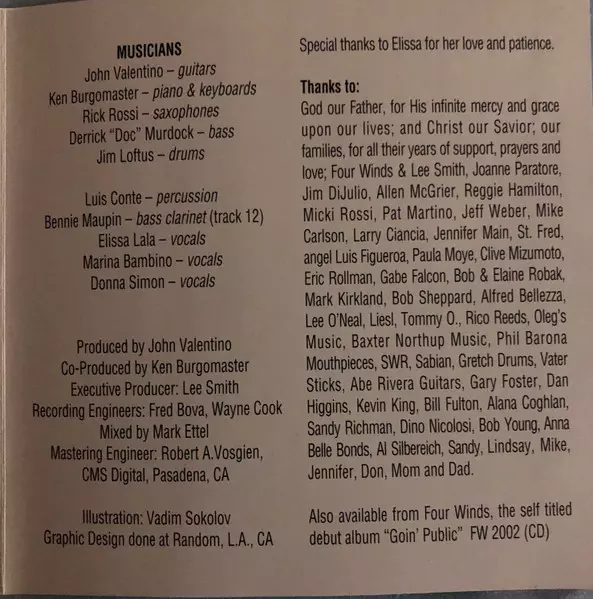 MUSICIANS
John Valentino – guitars
Ken Burgomaster – piano & keyboards
Rick Rossi – saxophones
Derrick "Doc" Murdock – bass
Jim Loftus – drums
Luis Conte – percussion
Bennie Maupin – bass clarinet (track 12)
Elissa Lala – vocals
Marina Bambino – vocals
Donna Simon – vocals
Produced by John Valentino
Co-Produced by Ken Burgomaster
Executive Producer: Lee Smith
Recording Engineers: Fred Bova, Wayne Cook
Mixed by Mark Ettel
Mastering Engineer: Robert A.Vosgien,
CMS Digital, Pasadena, CA
Illustration: Vadim Sokolov
Graphic Design done at Random, L.A., CA
Special thanks to Elissa for her love and patience.
Thanks to:
God our Father, for His infinite mercy and grace
upon our lives; and Christ our Savior; our
families, for all their years of support, prayers and
love; Four Winds & Lee Smith, Joanne Paratore,
Jim DiJulio, Allen McGrier, Reggie Hamilton,
Micki Rossi, Pat Martino, Jeff Weber, Mike
Carlson, Larry Ciancia, Jennifer Main, St. Fred,
angel Luis Figueroa, Paula Moye, Clive Mizumoto,
Eric Rollman, Gabe Falcon, Bob & Elaine Robak,
Mark Kirkland, Bob Sheppard, Alfred Bellezza,
Lee O'Neal, Liesl, Tommy O., Rico Reeds, Oleg's
Music, Baxter Northup Music, Phil Barona
Mouthpieces, SWR, Sabian, Gretch Drums, Vater
Sticks, Abe Rivera Guitars, Gary Foster, Dan
Higgins, Kevin King, Bill Fulton, Alana Coghlan,
Sandy Richman, Dino Nicolosi, Bob Young, Anna
Belle Bonds, Al Silbereich, Sandy, Lindsay, Mike,
Jennifer, Don, Mom and Dad.
Also available from Four Winds, the self titled
debut album "Goin' Public" FW 2002 (CD)